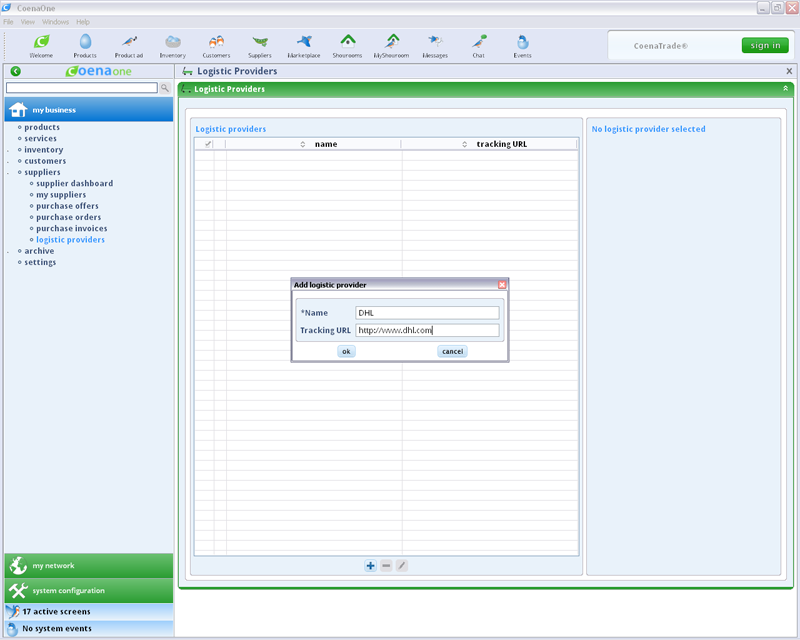 CoenaOne
File View Windows Help
Welcome Products Product ad Inventory Customers Suppliers Marketplace Showrooms MyShowroom Messages Chat Events
CoenaTrade®
sign in
Coenaone
Logistic Providers
X
Logistic Providers
my business
products
services
inventory
customers
suppliers
supplier dashboard
my suppliers
purchase offers
purchase orders
purchase invoices
logistic providers
archive
settings
Logistic providers
name tracking URL
No logistic provider selected
Add logistic provider
*Name DHL
Tracking URL http://www.dhl.com
ok cancel
my network
system configuration
17 active screens
No system events